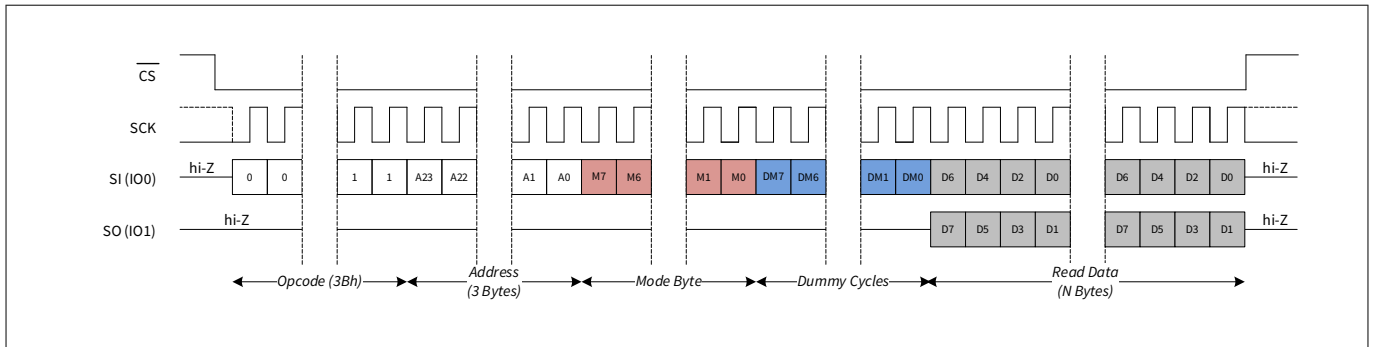 CS
SCK
hi-Z
SI (IO0) 0 0 1 1 A23 A22 A1 A0 M7 M6 M1 M0 DM7 DM6 DM1 DM0 D6 D4 D2 D0 D6 D4 D2 D0 hi-Z
hi-Z
SO (IO1) D7 D5 D3 D1 D7 D5 D3 D1 hi-Z
Opcode (3Bh) Address (3 Bytes) Mode Byte Dummy Cycles Read Data (N Bytes)